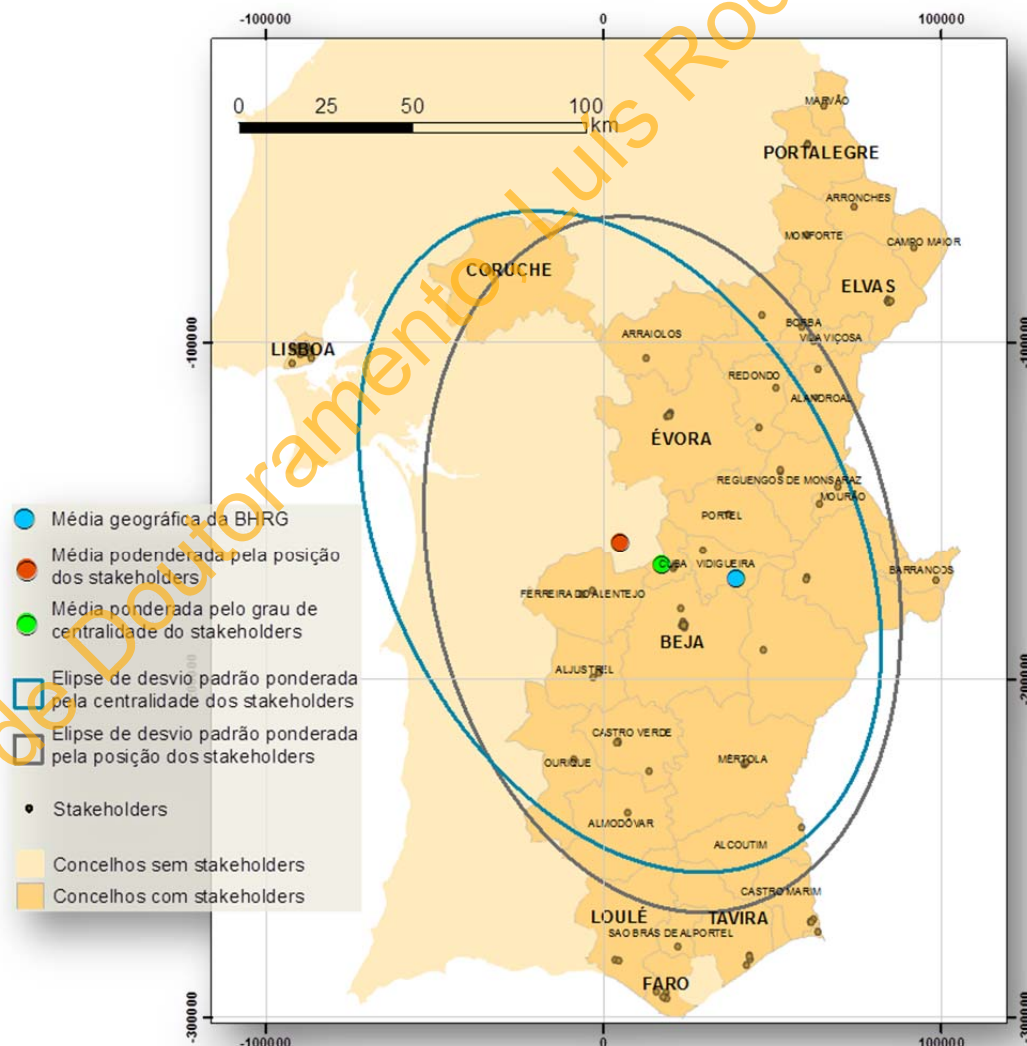 -100000
0
100000
0
25
50
100
km
MARVÃO
PORTALEGRE
ARRONCHES
MONFORTE
CAMPO MAIOR
ELVAS
CORUCHE
BORBA
VILA VIÇOSA
ARRAIOLOS
-100000
-100000
LISBOA
REDONDO
ALANDROAL
ÉVORA
REGUENGOS DE MONSARAZ
MOURÃO
PORTEL
CUBA
VIDIGUEIRA
BARRANCOS
FERREIRA DO ALENTEJO
BEJA
ALJUSTREL
-200000
CASTRO VERDE
OURIQUE
MÉRTOLA
ALMODÔVAR
ALCOUTIM
CASTRO MARIM
LOULÉ
TAVIRA
SAO BRÁS DE ALPORTEL
FARO
-300000
-300000
-100000
0
100000
Média geográfica da BHRG
Média podenderada pela posição
dos stakeholders
Média ponderada pelo grau de
centralidade do stakeholders
Elipse de desvio padrão ponderada
pela centralidade dos stakeholders
Elipse de desvio padrão ponderada
pela posição dos stakeholders
Stakeholders
Concelhos sem stakeholders
Concelhos com stakeholders
de Doutoramento, Luís